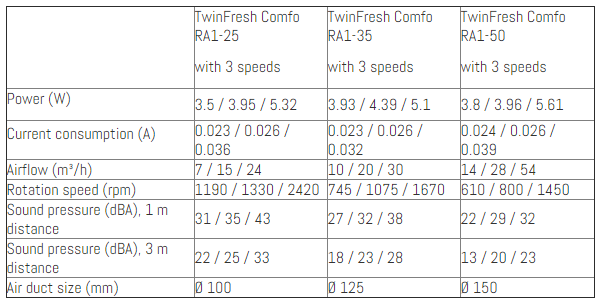 TwinFresh Comfo RA1-25 with 3 speeds
TwinFresh Comfo RA1-35 with 3 speeds
TwinFresh Comfo RA1-50 with 3 speeds
Power (W) 3.5 / 3.95 / 5.32 3.93 / 4.39 / 5.1 3.8 / 3.96 / 5.61
Current consumption (A) 0.023 / 0.026 / 0.036 0.023 / 0.026 / 0.032 0.024 / 0.026 / 0.039
Airflow (m³/h) 7 / 15 / 24 10 / 20 / 30 14 / 28 / 54
Rotation speed (rpm) 1190 / 1330 / 2420 745 / 1075 / 1670 610 / 800 / 1450
Sound pressure (dBA), 1 m distance 31 / 35 / 43 27 / 32 / 38 22 / 29 / 32
Sound pressure (dBA), 3 m distance 22 / 25 / 33 18 / 23 / 28 13 / 20 / 23
Air duct size (mm) Ø 100 Ø 125 Ø 150